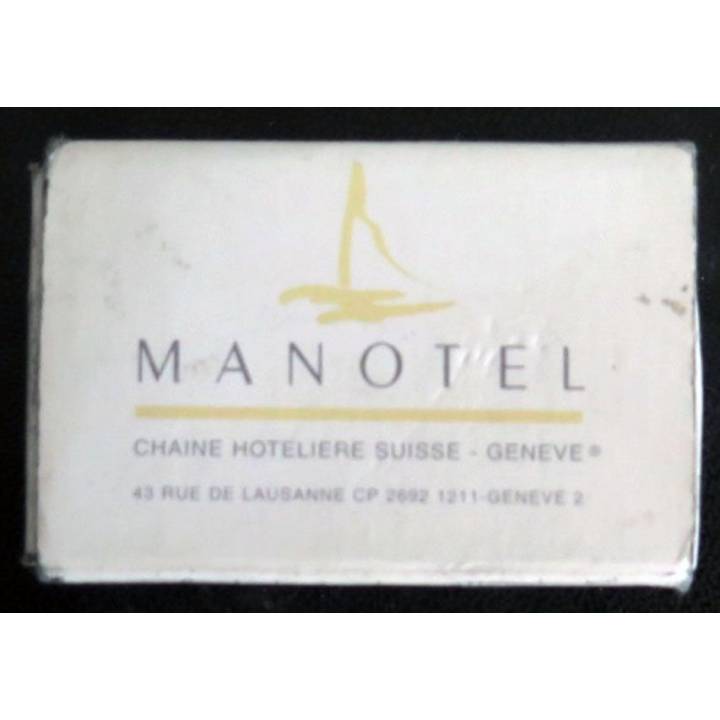 MANOTEL
CHAINE HOTELIERE SUISSE - GENEVE®
43 RUE DE LAUSANNE CP 2692 1211-GENEVE 2